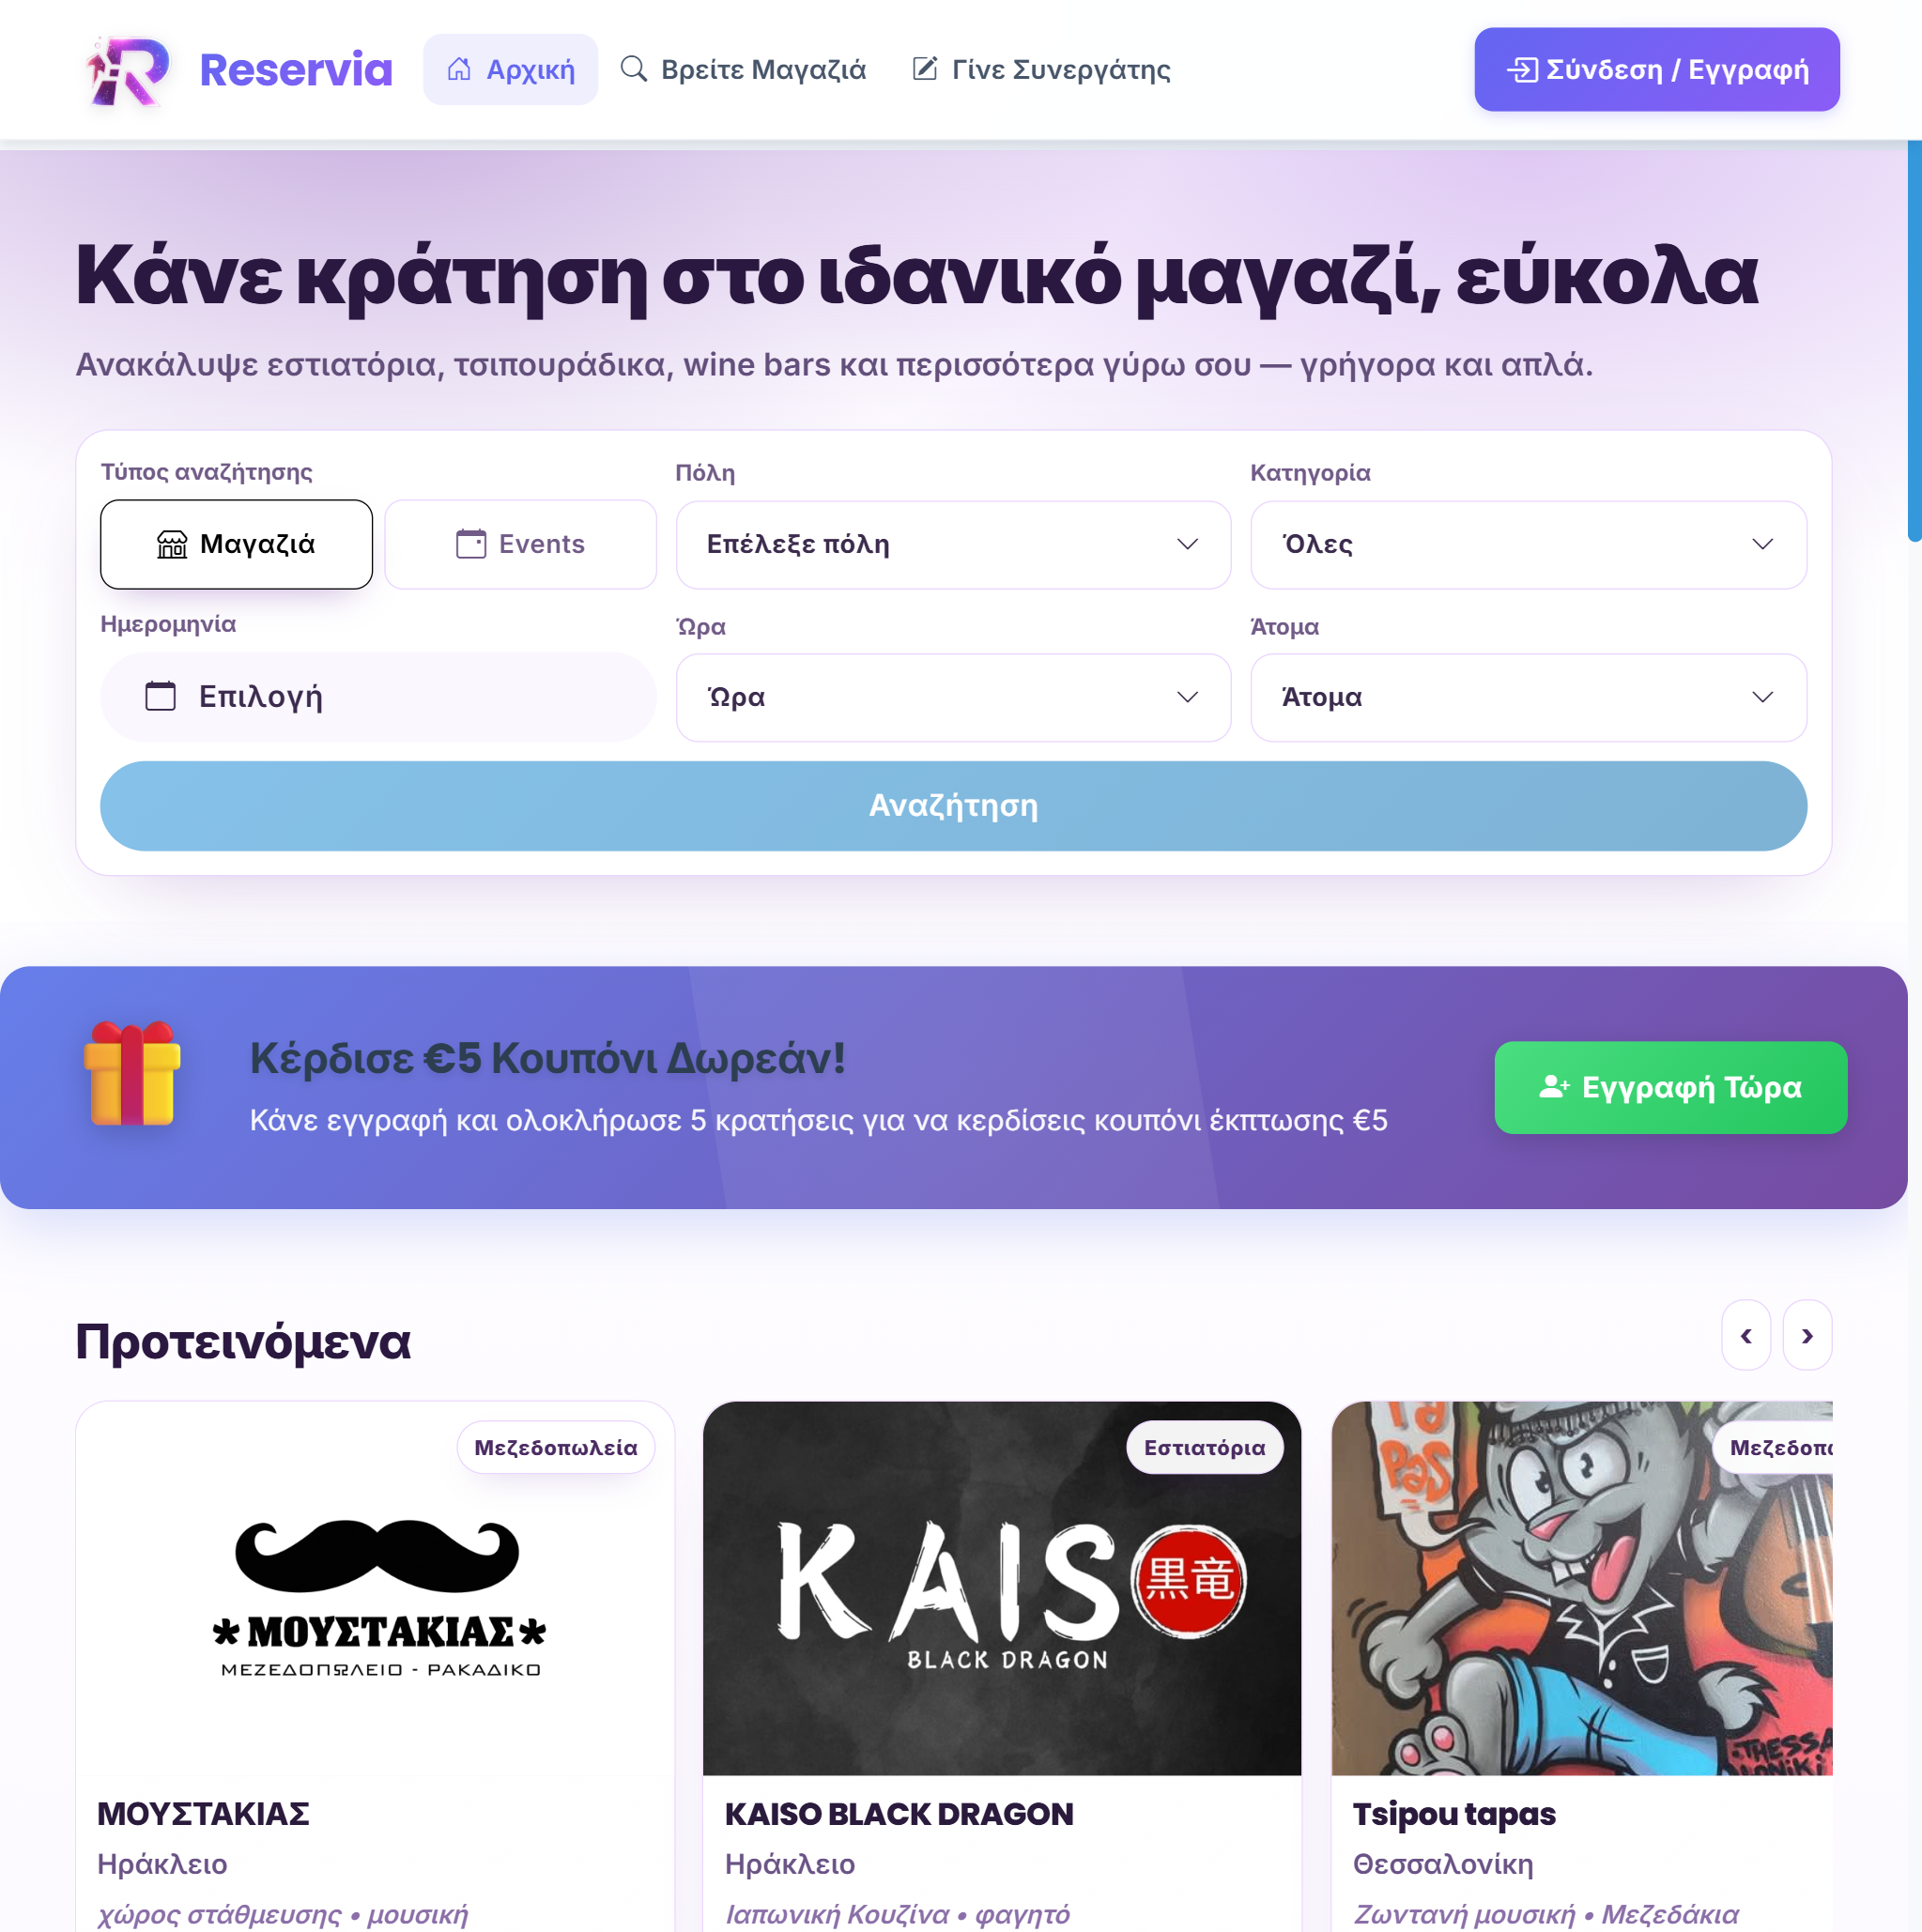 Reservia
Αρχική
Βρείτε Μαγαζιά
Γίνε Συνεργάτης
Σύνδεση / Εγγραφή
Κάνε κράτηση στο ιδανικό μαγαζί, εύκολα
Ανακάλυψε εστιατόρια, τσιπουράδικα, wine bars και περισσότερα γύρω σου — γρήγορα και απλά.
Τύπος αναζήτησης
Μαγαζιά
Events
Πόλη
Επέλεξε πόλη
Κατηγορία
Όλες
Ημερομηνία
Επιλογή
Ώρα
Ώρα
Άτομα
Άτομα
Αναζήτηση
Κέρδισε €5 Κουπόνι Δωρεάν!
Κάνε εγγραφή και ολοκλήρωσε 5 κρατήσεις για να κερδίσεις κουπόνι έκπτωσης €5
Εγγραφή Τώρα
Προτεινόμενα
‹ ›
Μεζεδοπωλεία
*ΜΟΥΣΤΑΚΙΑΣ*
ΜΕΖΕΔΟΠΩΛΕΙΟ - ΡΑΚΑΔΙΚΟ
ΜΟΥΣΤΑΚΙΑΣ
Ηράκλειο
χώρος στάθμευσης • μουσική
Εστιατόρια
KAISO
黒竜
BLACK DRAGON
KAISO BLACK DRAGON
Ηράκλειο
Ιαπωνική Κουζίνα • φαγητό
Μεζεδοπ
PaS
Tsipou tapas
Θεσσαλονίκη
Ζωντανή μουσική • Μεζεδάκια